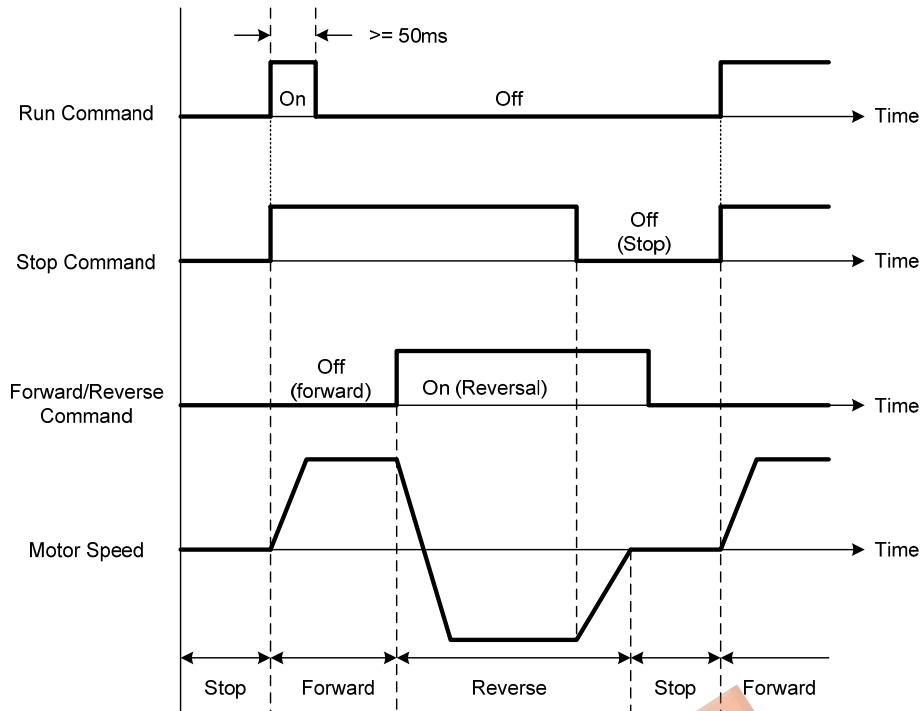 >= 50ms
On
Off
Run Command
Time
Off
(Stop)
Stop Command
Time
Off
(forward)
On (Reversal)
Forward/Reverse
Command
Time
Motor Speed
Time
Stop
Forward
Reverse
Stop
Forward